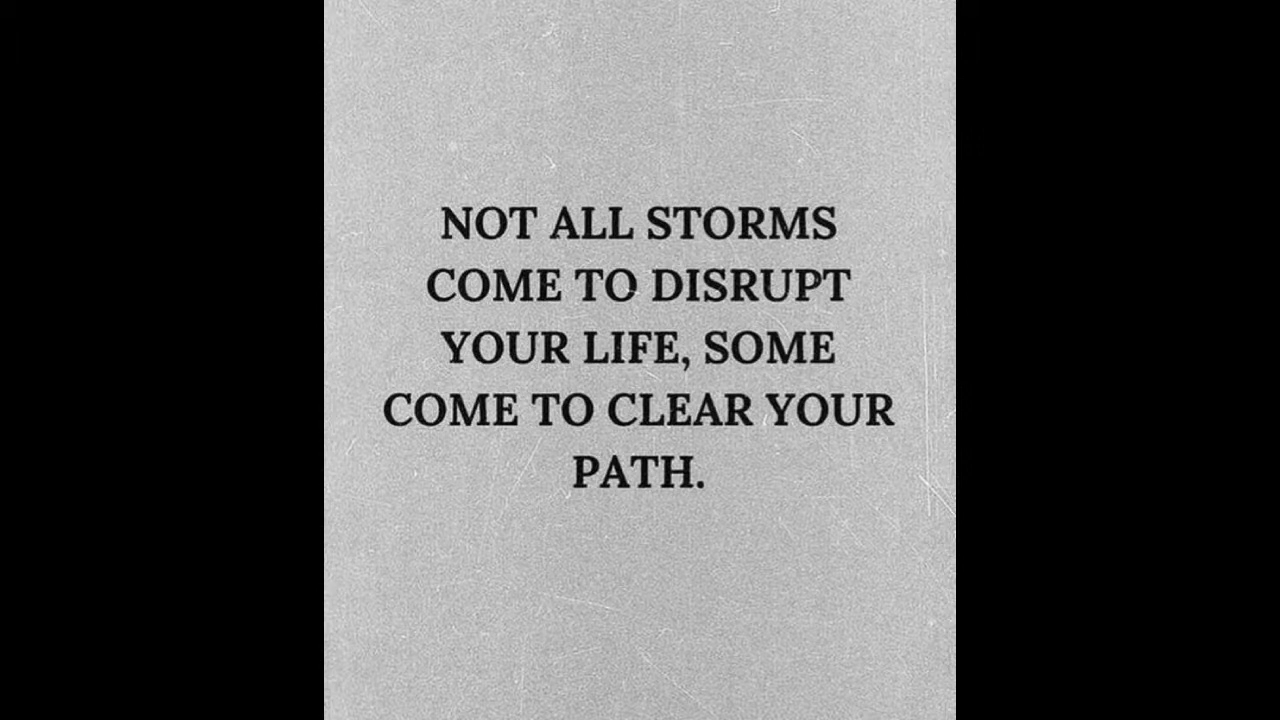 NOT ALL STORMS
COME TO DISRUPT
YOUR LIFE, SOME
COME TO CLEAR YOUR
PATH.